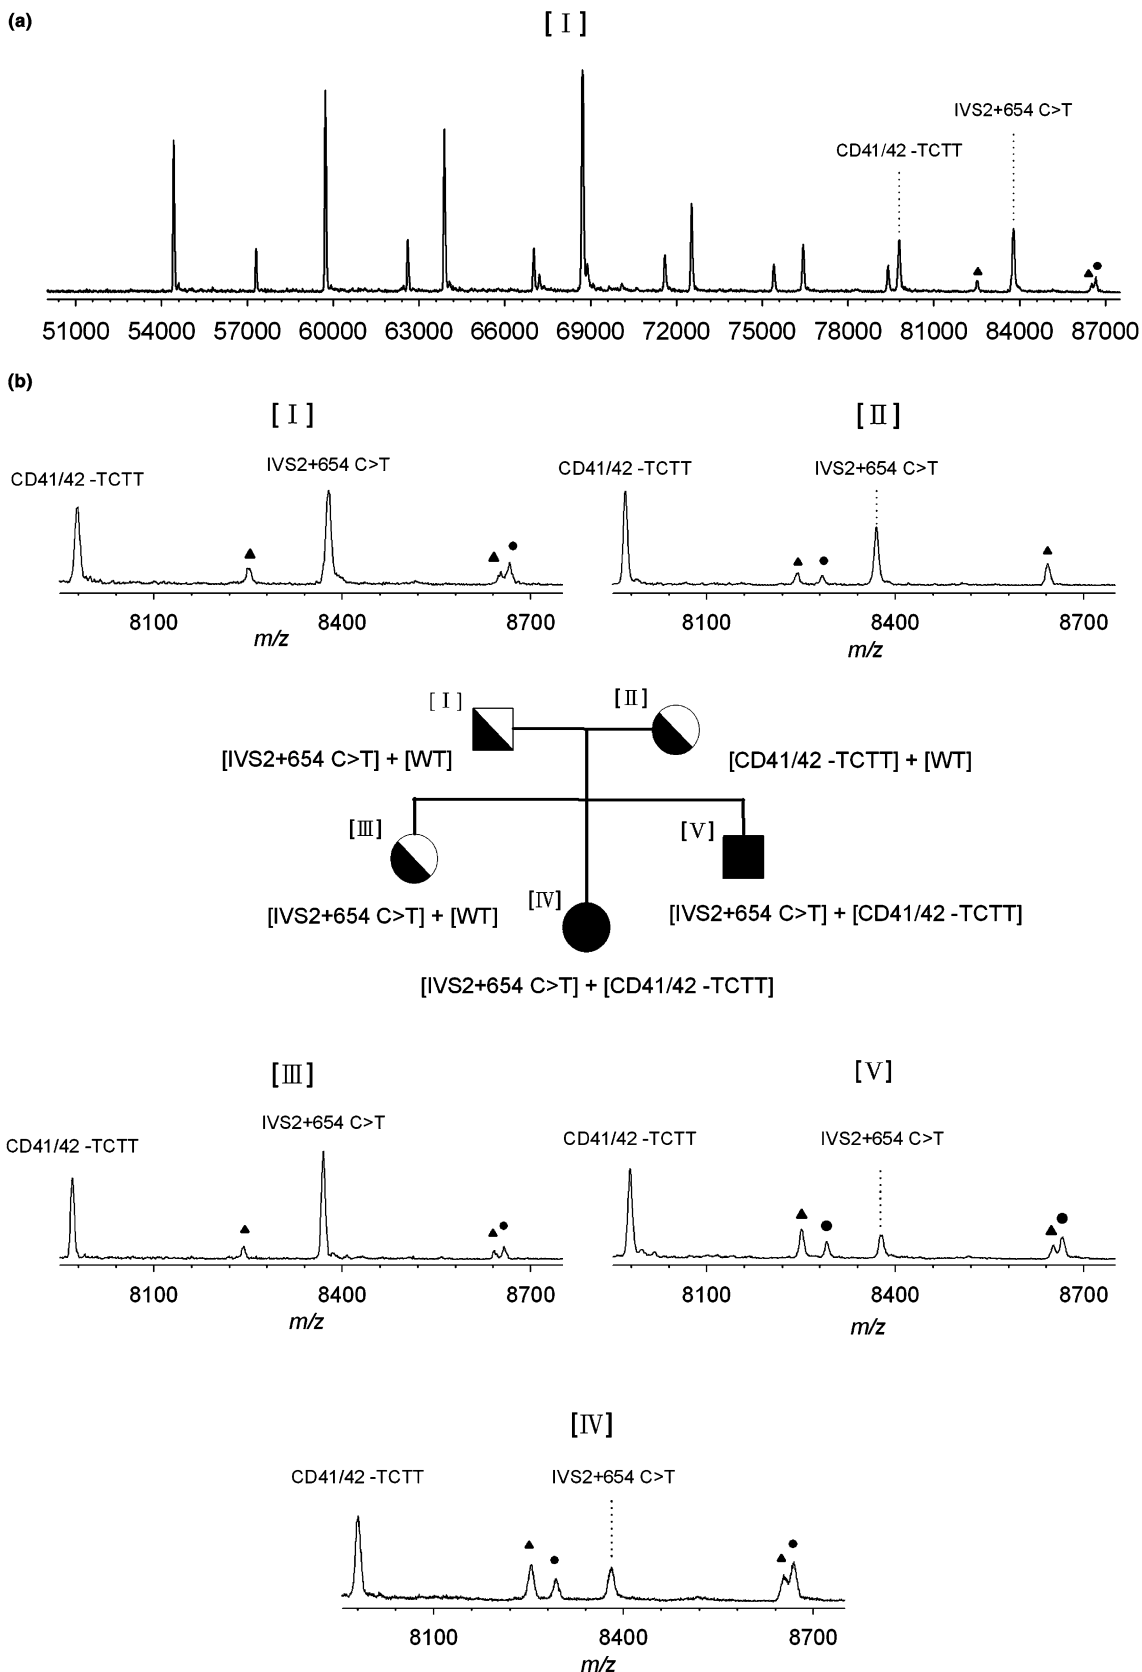 (a)
[ Ⅰ ]
IVS2+654 C>T
CD41/42 -TCTT
51000 54000 57000 60000 63000 66000 69000 72000 75000 78000 81000 84000 87000
(b)
[ Ⅰ ]
[ Ⅱ ]
CD41/42 -TCTT
IVS2+654 C>T
CD41/42 -TCTT
IVS2+654 C>T
8100 8400 8700
m/z
8100 8400 8700
m/z
[ Ⅰ ]
[Ⅱ]
[IVS2+654 C>T] + [WT]
[CD41/42 -TCTT] + [WT]
[Ⅲ]
[Ⅴ]
[IVS2+654 C>T] + [WT]
[Ⅳ]
[IVS2+654 C>T] + [CD41/42 -TCTT]
[IVS2+654 C>T] + [CD41/42 -TCTT]
[Ⅲ]
[Ⅴ]
CD41/42 -TCTT
IVS2+654 C>T
CD41/42 -TCTT
IVS2+654 C>T
8100 8400 8700
m/z
8100 8400 8700
m/z
[Ⅳ]
CD41/42 -TCTT
IVS2+654 C>T
8100 8400 8700
m/z